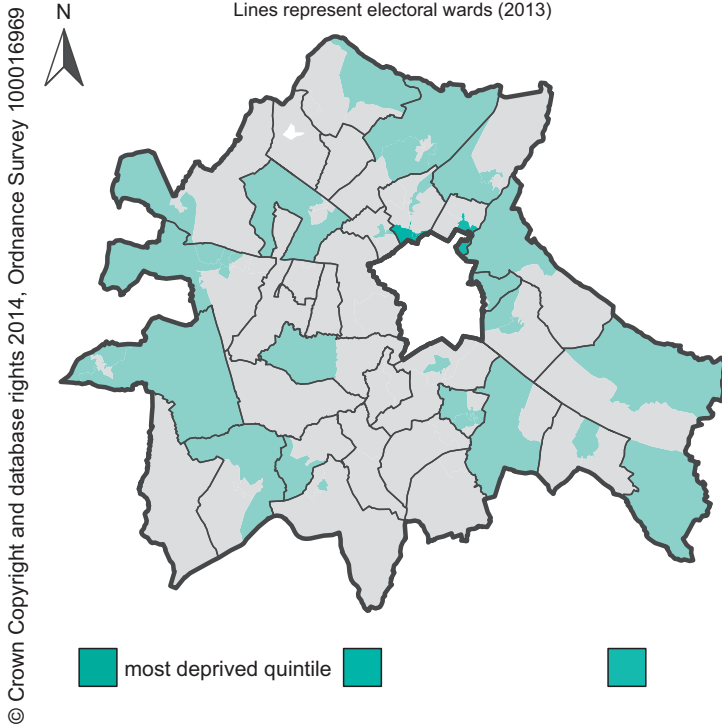 Lines represent electoral wards (2013)
N
© Crown Copyright and database rights 2014, Ordnance Survey 100016969
most deprived quintile